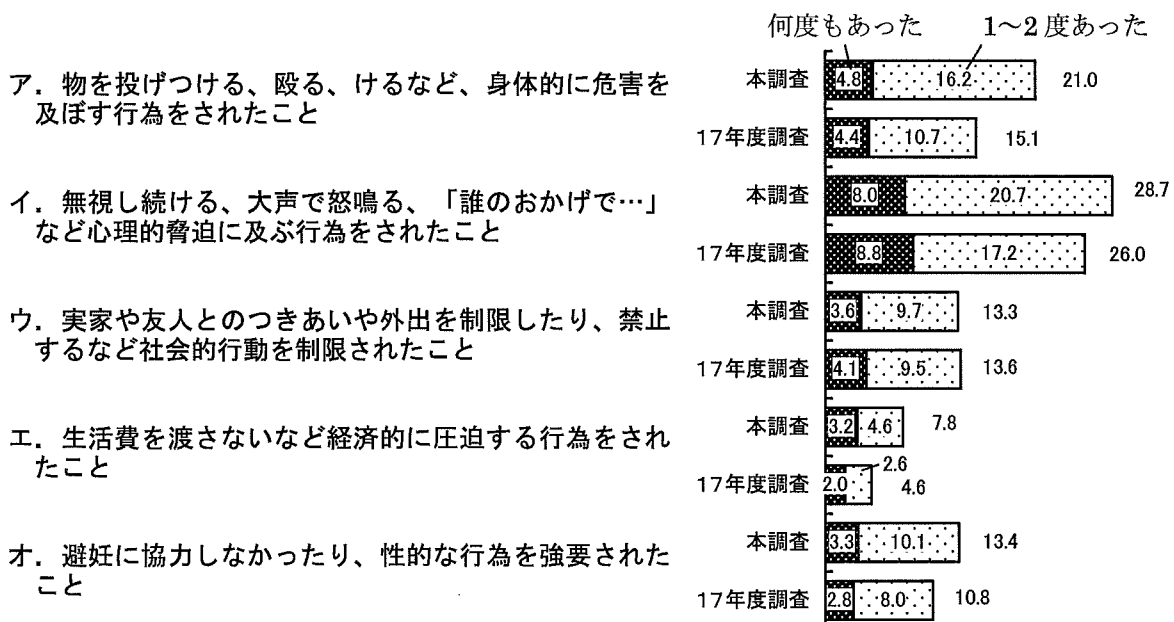 何度もあった 1~2度あった
ア．物を投げつける、殴る、けるなど、身体的に危害を
及ぼす行為をされたこと
本調査 4.8 16.2 21.0
17年度調査 4.4 10.7 15.1
イ．無視し続ける、大声で怒鳴る、「誰のおかげで…」
など心理的脅迫に及ぶ行為をされたこと
本調査 8.0 20.7 28.7
17年度調査 8.8 17.2 26.0
ウ．実家や友人とのつきあいや外出を制限したり、禁止
するなど社会的行動を制限されたこと
本調査 3.6 9.7 13.3
17年度調査 4.1 9.5 13.6
エ．生活費を渡さないなど経済的に圧迫する行為をされ
たこと
本調査 3.2 4.6 7.8
17年度調査 2.0 2.6 4.6
オ．避妊に協力しなかったり、性的な行為を強要された
こと
本調査 3.3 10.1 13.4
17年度調査 2.8 8.0 10.8